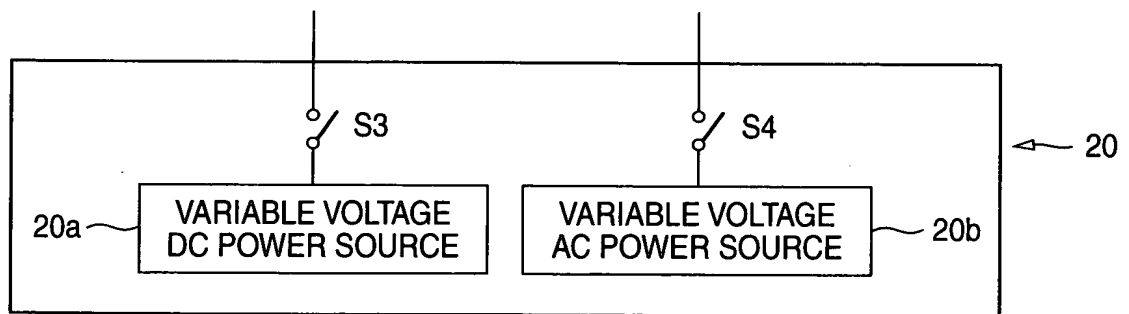 S3
S4
20
20a
VARIABLE VOLTAGE
DC POWER SOURCE
VARIABLE VOLTAGE
AC POWER SOURCE
20b